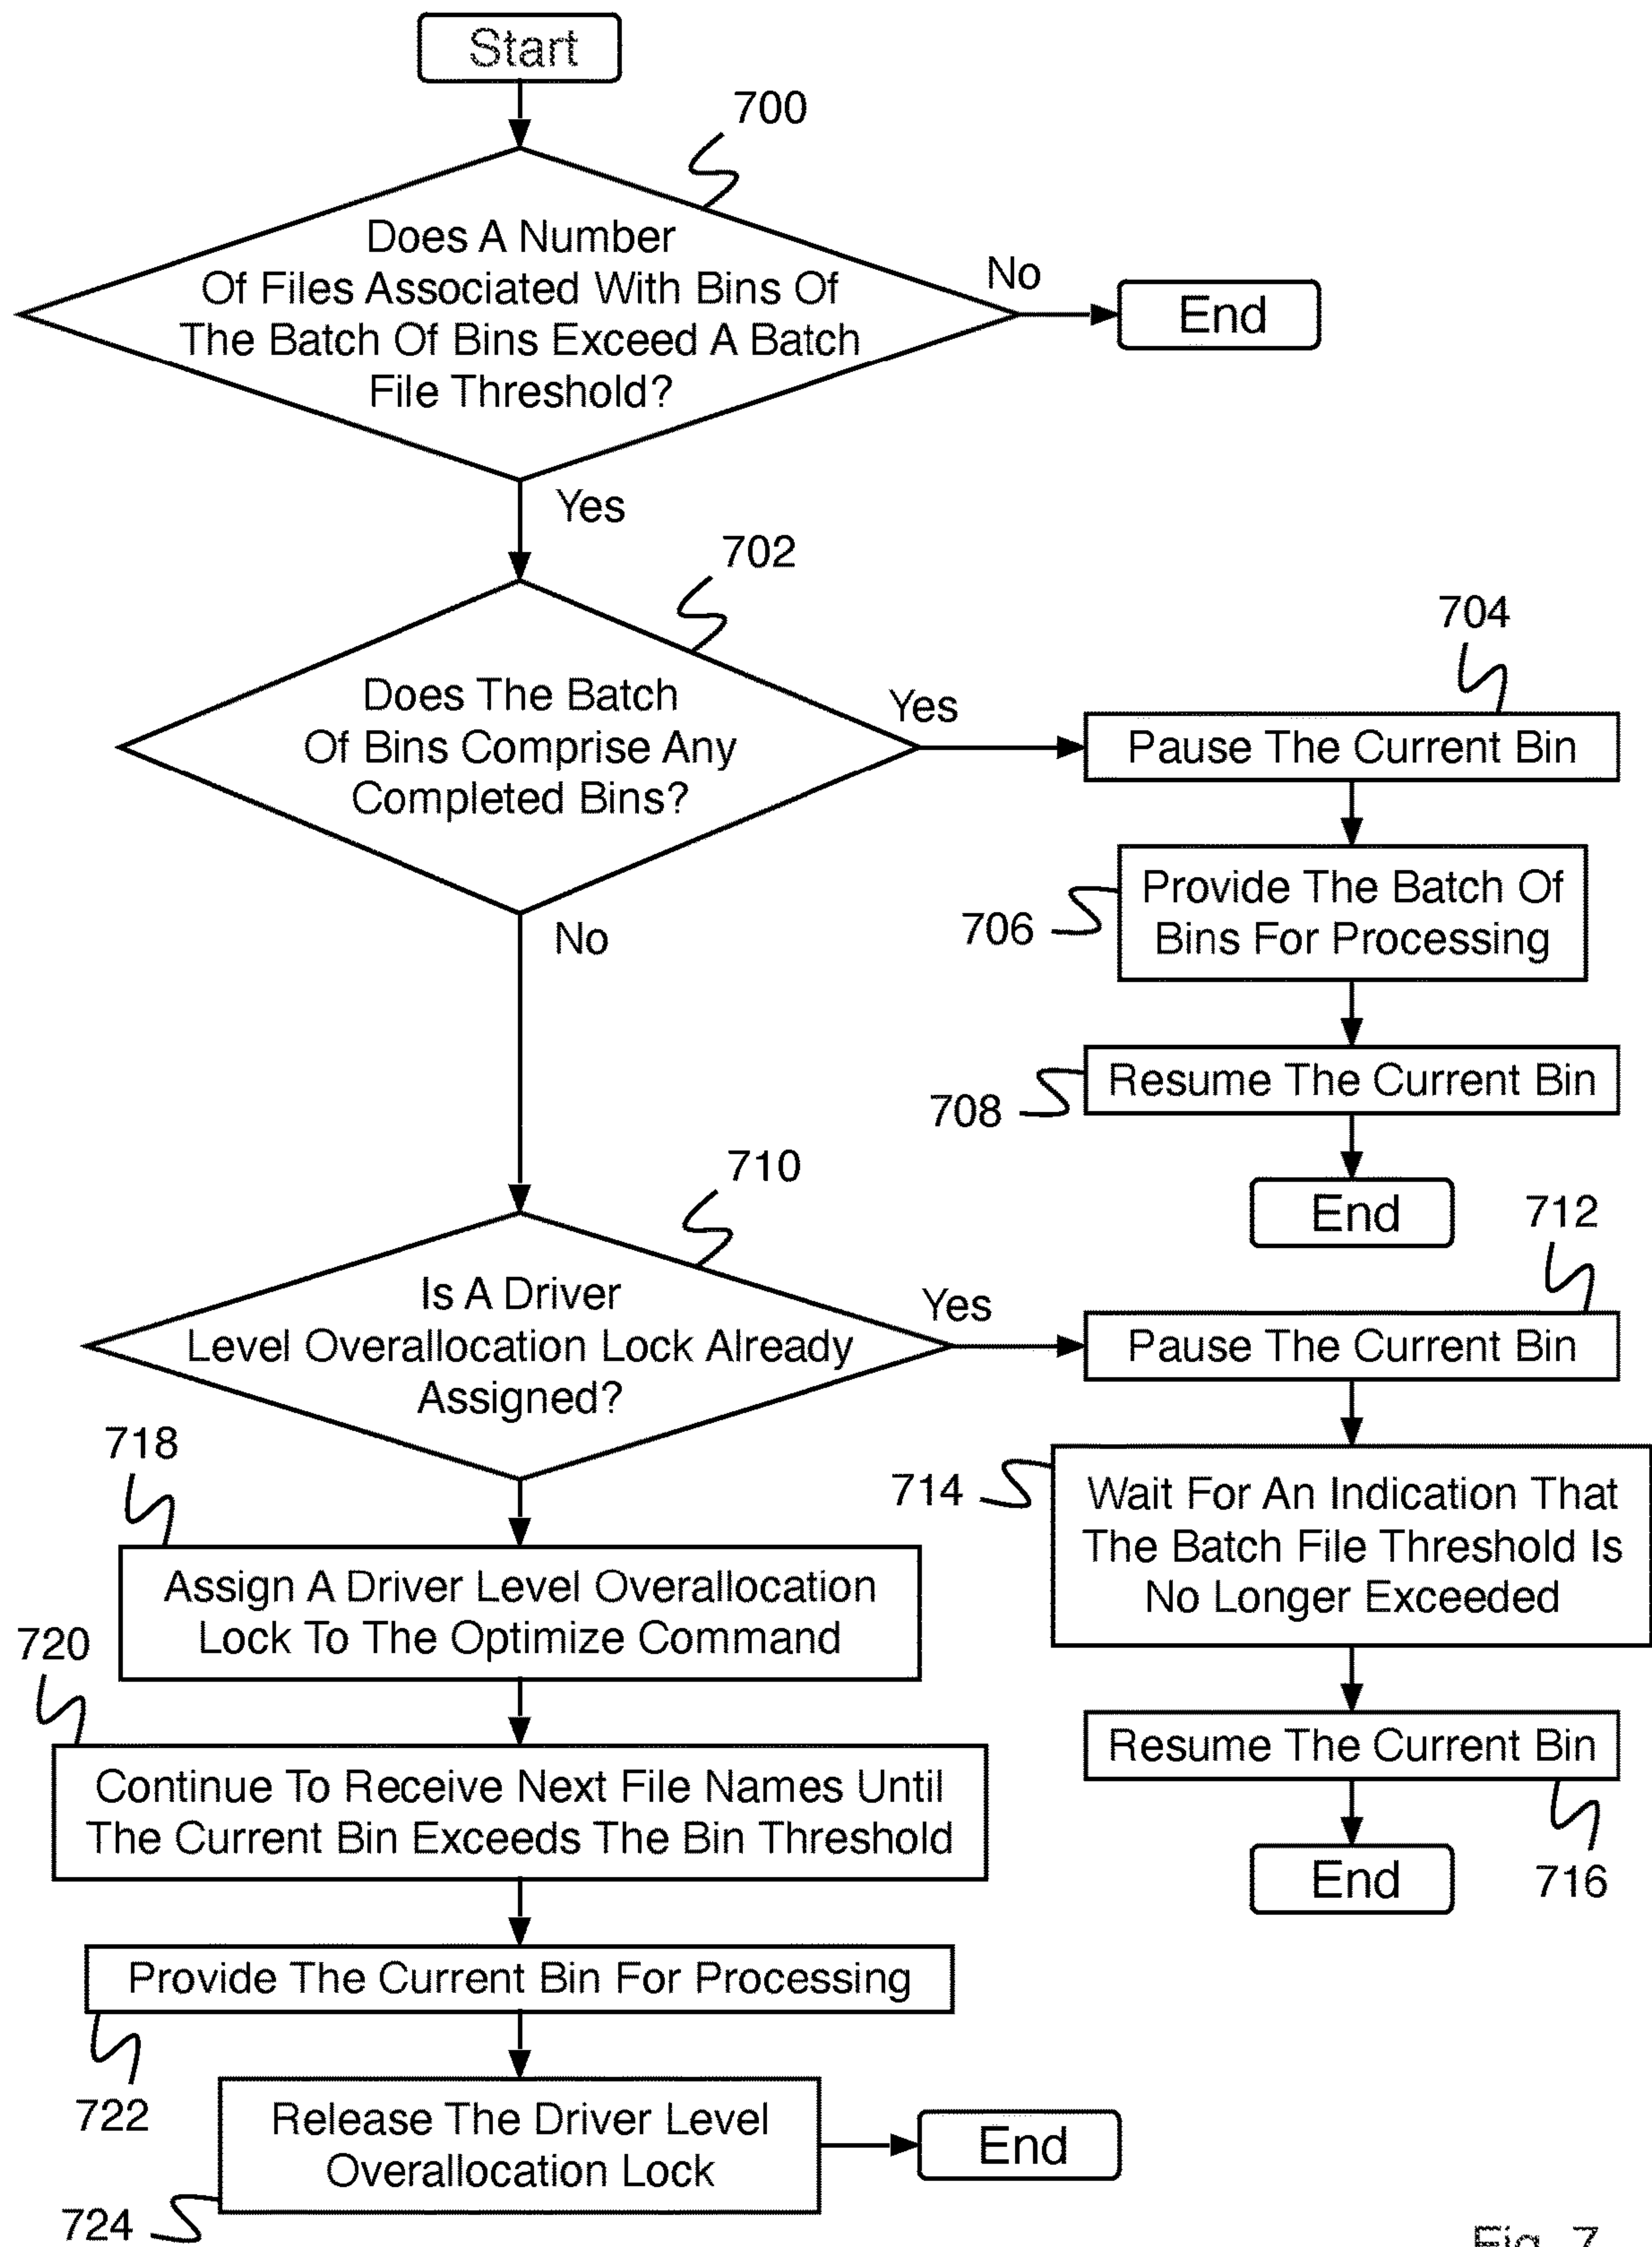 Start
700
Does A Number
Of Files Associated With Bins Of
The Batch Of Bins Exceed A Batch
File Threshold?
No
End
Yes
702
Does The Batch
Of Bins Comprise Any
Completed Bins?
Yes
704
Pause The Current Bin
706
Provide The Batch Of
Bins For Processing
No
708
Resume The Current Bin
End
710
Is A Driver
Level Overallocation Lock Already
Assigned?
Yes
712
Pause The Current Bin
714
Wait For An Indication That
The Batch File Threshold Is
No Longer Exceeded
Resume The Current Bin
716
End
718
Assign A Driver Level Overallocation
Lock To The Optimize Command
720
Continue To Receive Next File Names Until
The Current Bin Exceeds The Bin Threshold
Provide The Current Bin For Processing
722
Release The Driver Level
Overallocation Lock
724
End
Fig. 7